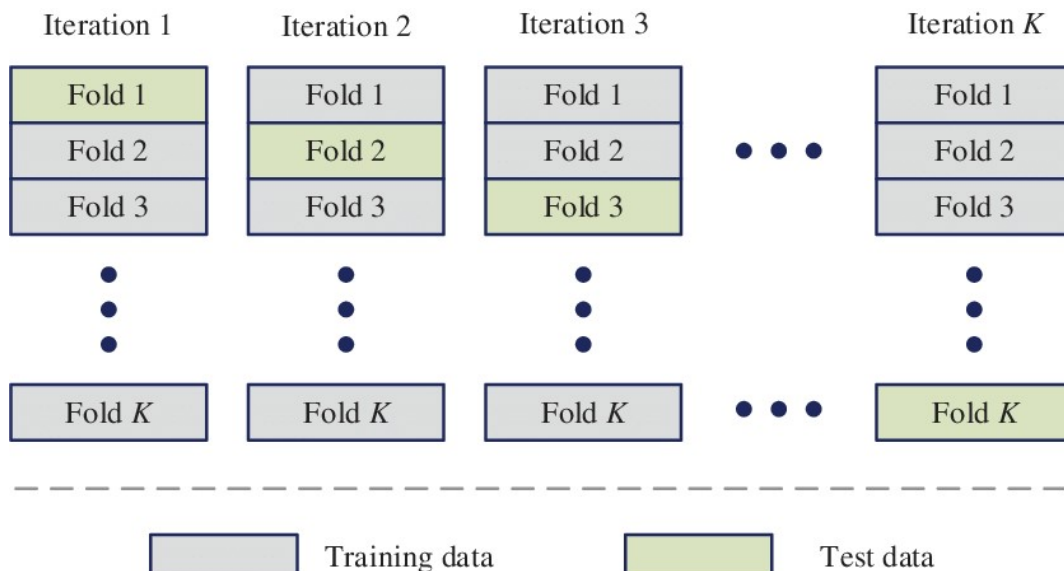 Iteration 1 Iteration 2 Iteration 3 Iteration K
Fold 1 Fold 1 Fold 1 Fold 1
Fold 2 Fold 2 Fold 2 Fold 2
Fold 3 Fold 3 Fold 3 Fold 3
Fold K Fold K Fold K Fold K
Training data Test data